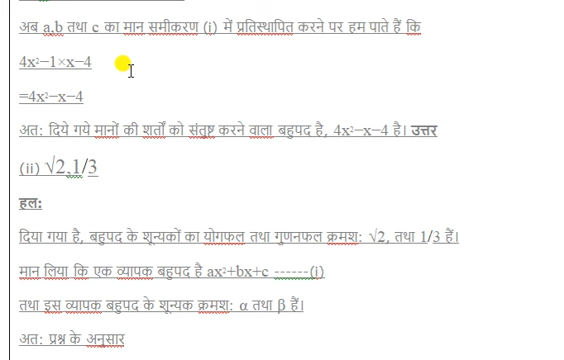 अब a,b तथा c का मान समीकरण (i) में प्रतिस्थापित करने पर हम पाते हैं कि
4x²−1×x−4
=4x²−x−4
अत: दिये गये मानों की शर्तों को संतुष्ट करने वाला बहुपद है, 4x²−x−4 है। उत्तर
(ii) √2,1/3
हल:
दिया गया है, बहुपद के शून्यकों का योगफल तथा गुणनफल क्रमश: √2, तथा 1/3 हैं।
मान लिया कि एक व्यापक बहुपद है ax²+bx+c ------(i)
तथा इस व्यापक बहुपद के शून्यक क्रमश: α तथा β हैं।
अत: प्रश्न के अनुसार